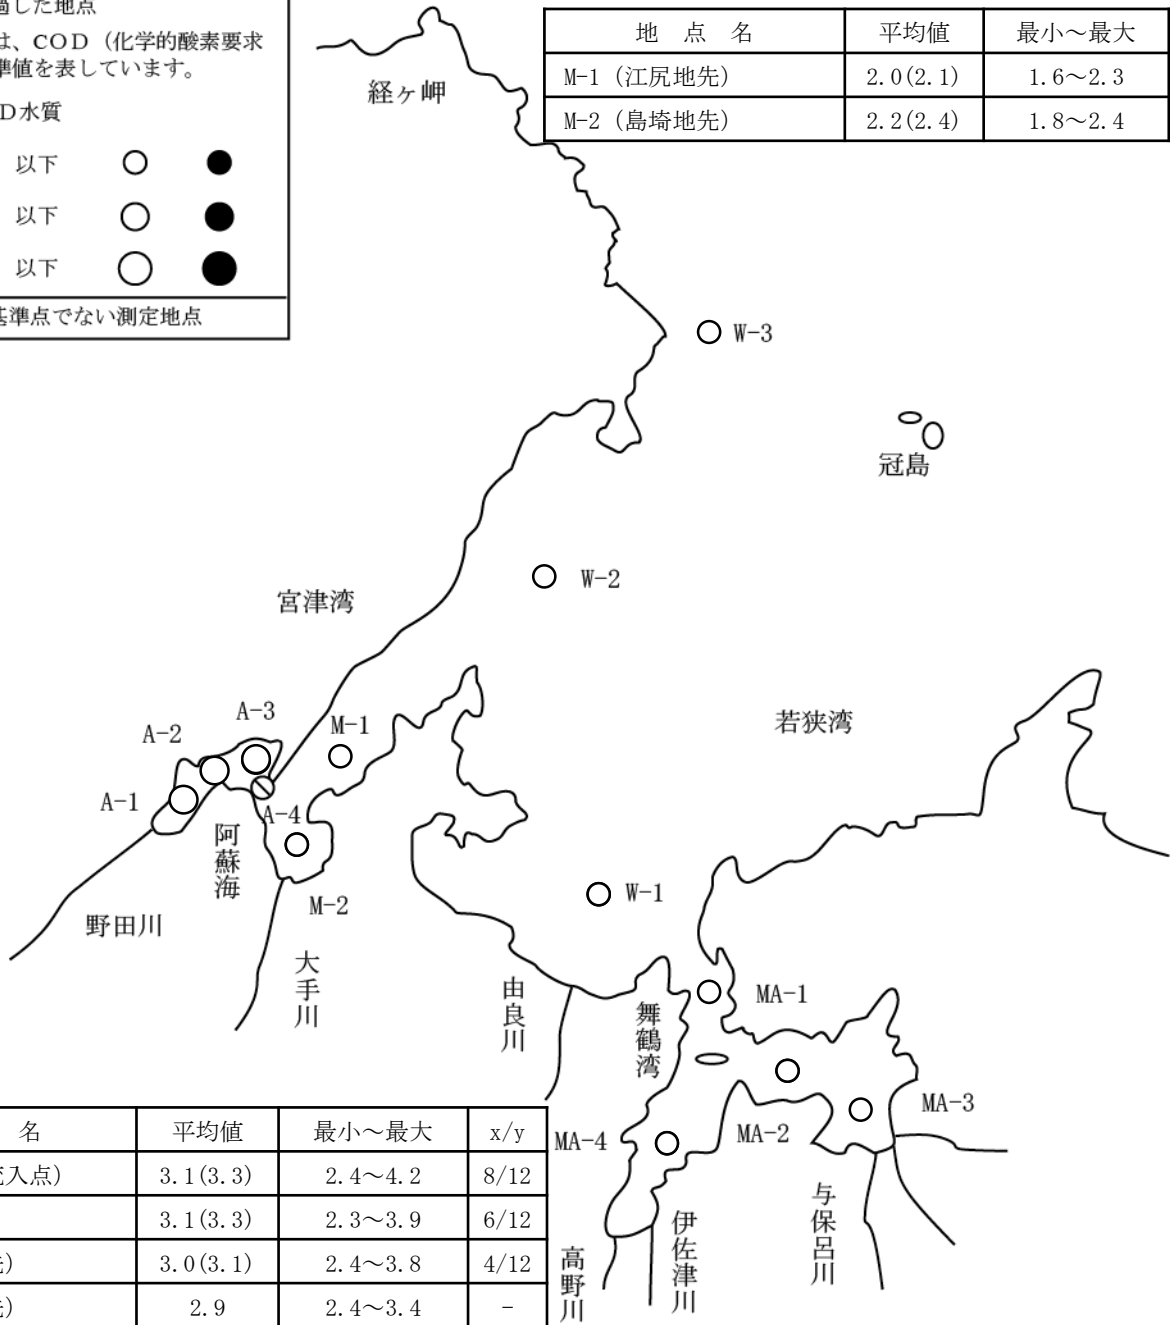 過した地点
は、COD（化学的酸素要求
準値を表しています。
D水質
以下
以下
以下
基準点でない測定地点
地 点 名 平均値 最小～最大
M-1（江尻地先） 2.0(2.1) 1.6～2.3
M-2（島埼地先） 2.2(2.4) 1.8～2.4
経ヶ岬
W-3
冠島
W-2
宮津湾
若狭湾
A-3
M-1
A-2
A-1
A-4
阿蘇海
M-2
W-1
野田川
大手川
由良川
舞鶴湾
MA-1
MA-3
MA-2
MA-4
与保呂川
伊佐津川
高野川
名 平均値 最小～最大 x/y
流入点） 3.1(3.3) 2.4～4.2 8/12
3.1(3.3) 2.3～3.9 6/12
先） 3.0(3.1) 2.4～3.8 4/12
先） 2.9 2.4～3.4 -